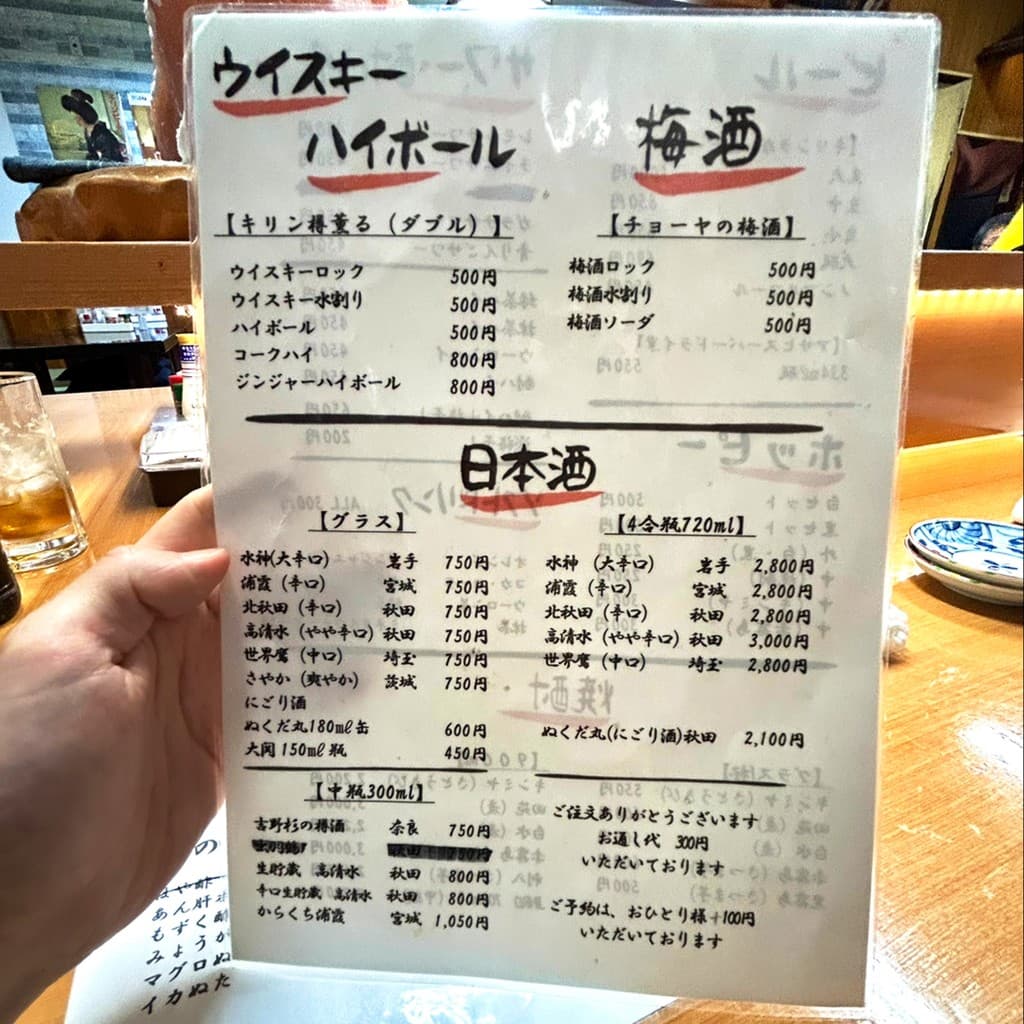 ウイスキー
ハイボール
【キリン樽薫る（ダブル）】
ウイスキーロック 500円
ウイスキー水割り 500円
ハイボール 500円
コークハイ 800円
ジンジャーハイボール 800円
梅酒
【チョーヤの梅酒】
梅酒ロック 500円
梅酒水割り 500円
梅酒ソーダ 500円
日本酒
【グラス】
水神(大辛口) 岩手 750円
浦霞（辛口） 宮城 750円
北秋田（辛口） 秋田 750円
高清水（やや辛口）秋田 750円
世界鷹（中口） 埼玉 750円
さやか（爽やか） 茨城 750円
にごり酒
ぬくだ丸180ml缶 600円
大関150ml瓶 450円
【4合瓶720ml】
水神（大辛口） 岩手 2,800円
浦霞（辛口） 宮城 2,800円
北秋田（辛口） 秋田 2,800円
高清水（やや辛口）秋田 3,000円
世界鷹（中口） 埼玉 2,800円
ぬくだ丸(にごり酒)秋田 2,100円
【中瓶300ml】
吉野杉の樽酒 奈良 750円
秋田 750円
生貯蔵 高清水 秋田 800円
辛口生貯蔵 高清水 秋田 800円
からくち浦霞 宮城 1,050円
ご注文ありがとうございます
お通し代 300円
いただいております
ご予約は、おひとり様+100円
いただいております
マグロぬ
イカぬた